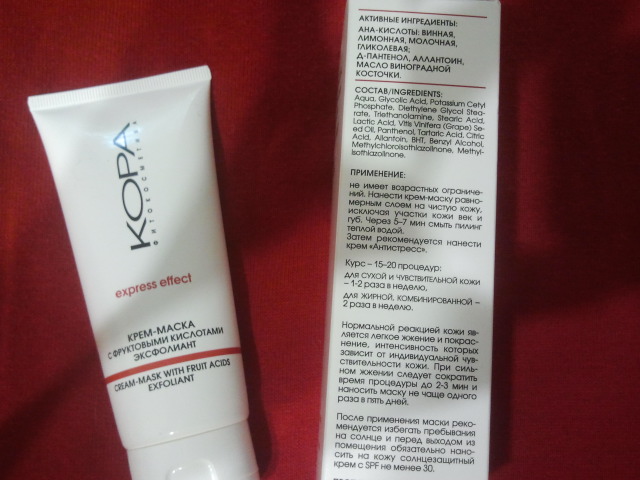 КОРА
ФИТОКОСМЕТИКА
express effect
КРЕМ-МАСКА
С ФРУКТОВЫМИ КИСЛОТАМИ
ЭКСФОЛИАНТ
CREAM-MASK WITH FRUIT ACIDS
EXFOLIANT
АКТИВНЫЕ ИНГРЕДИЕНТЫ:
АНА-КИСЛОТЫ: ВИННАЯ,
ЛИМОННАЯ, МОЛОЧНАЯ,
ГЛИКОЛЕВАЯ;
Д-ПАНТЕНОЛ, АЛЛАНТОИН,
МАСЛО ВИНОГРАДНОЙ
КОСТОЧКИ.
СОСТАВ/INGREDIENTS:
Aqua, Glycolic Acid, Potassium Cetyl
Phosphate, Diethylene Glycol Stea-
rate, Triethanolamine, Stearic Acid,
Lactic Acid, Vitis Vinifera (Grape) Se-
ed Oil, Panthenol, Tartaric Acid, Citric
Acid, Allantoin, BHT, Benzyl Alcohol,
Methylchloroisothiazolinone, Methyl-
isothiazolinone.
ПРИМЕНЕНИЕ:
не имеет возрастных ограниче-
ний. Нанести крем-маску равно-
мерным слоем на чистую кожу,
исключая участки кожи век и
губ. Через 5–7 мин смыть пилинг
теплой водой.
Затем рекомендуется нанести
крем «Антистресс».
Курс – 15–20 процедур:
для СУХОЙ И ЧУВСТВИТЕЛЬНОЙ КОЖИ
– 1-2 раза в неделю,
для ЖИРНОЙ, КОМБИНИРОВАННОЙ –
2 раза в неделю.
Нормальной реакцией кожи яв-
ляется легкое жжение и покрас-
нение, интенсивность которых
зависит от индивидуальной чув-
ствительности кожи. При силь-
ном жжении следует сократить
время процедуры до 2-3 мин и
наносить маску не чаще одного
раза в пять дней.
После применения маски реко-
мендуется избегать пребывания
на солнце и перед выходом из
помещения обязательно нано-
сить на кожу солнцезащитный
крем с SPF не менее 30.